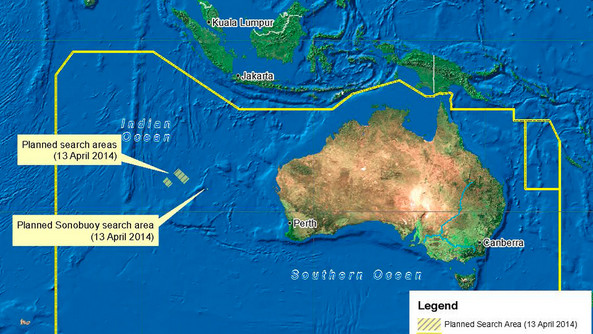 Kuala Lumpur
Jakarta
Indian
Ocean
Planned search areas
(13 April 2014)
Planned Sonobuoy search area
(13 April 2014)
Perth
Canberra
Southern Ocean
Legend
Planned Search Area (13 April 2014)